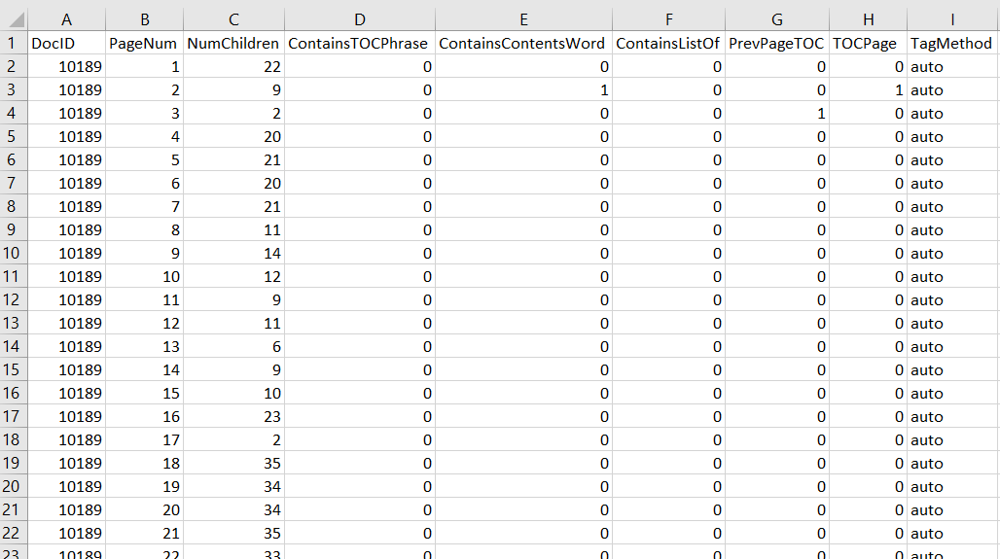 A B C D E F G H I
1 DocID PageNum NumChildren ContainsTOCPhrase ContainsContentsWord ContainsListOf PrevPageTOC TOCPage TagMethod
2 10189 1 22 0 0 0 0 0 auto
3 10189 2 9 0 1 0 0 1 auto
4 10189 3 2 0 0 0 1 0 auto
5 10189 4 20 0 0 0 0 0 auto
6 10189 5 21 0 0 0 0 0 auto
7 10189 6 20 0 0 0 0 0 auto
8 10189 7 21 0 0 0 0 0 auto
9 10189 8 11 0 0 0 0 0 auto
10 10189 9 14 0 0 0 0 0 auto
11 10189 10 12 0 0 0 0 0 auto
12 10189 11 9 0 0 0 0 0 auto
13 10189 12 11 0 0 0 0 0 auto
14 10189 13 6 0 0 0 0 0 auto
15 10189 14 9 0 0 0 0 0 auto
16 10189 15 10 0 0 0 0 0 auto
17 10189 16 23 0 0 0 0 0 auto
18 10189 17 2 0 0 0 0 0 auto
19 10189 18 35 0 0 0 0 0 auto
20 10189 19 34 0 0 0 0 0 auto
21 10189 20 34 0 0 0 0 0 auto
22 10189 21 35 0 0 0 0 0 auto
23 10189 22 33 0 0 0 0 0 auto